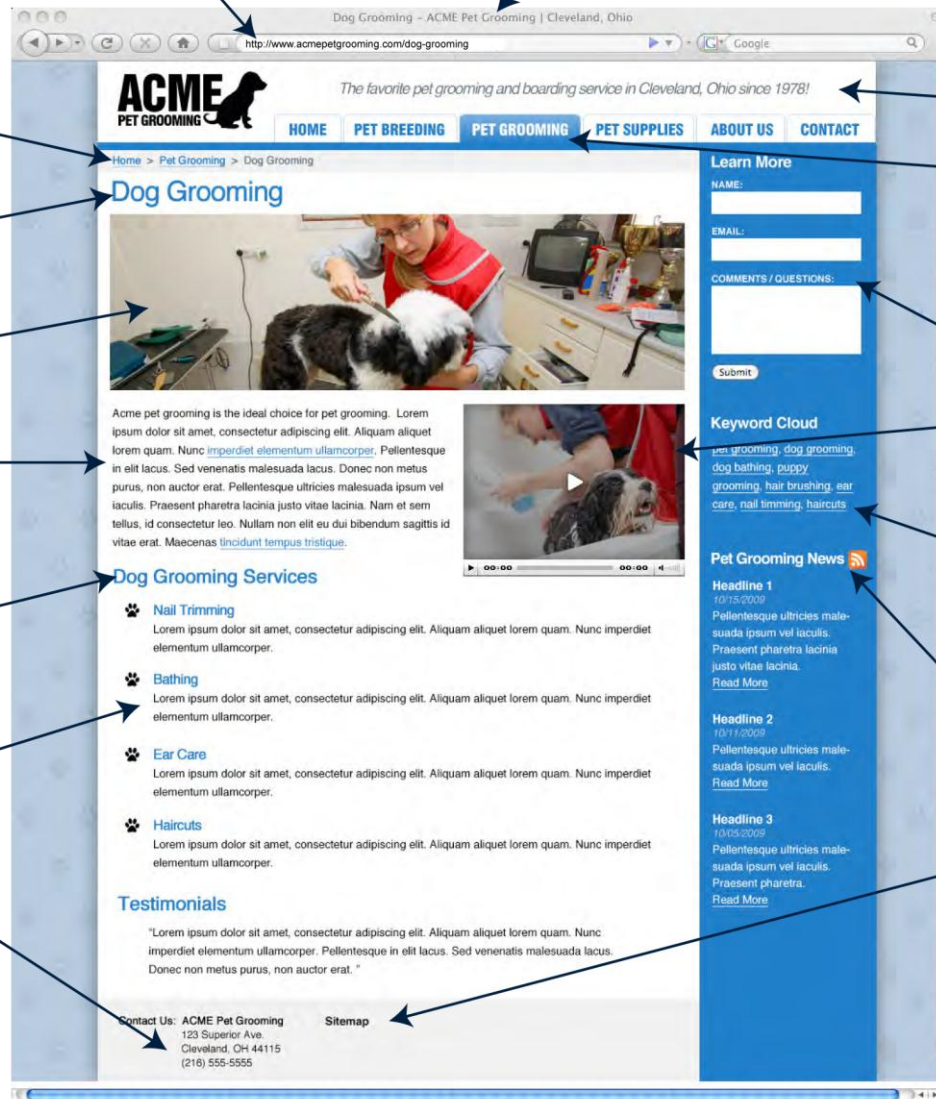 Dog Grooming – ACME Pet Grooming | Cleveland, Ohio
http://www.acmepetgrooming.com/dog-grooming
Google
ACME
PET GROOMING
The favorite pet grooming and boarding service in Cleveland, Ohio since 1978!
HOME PET BREEDING PET GROOMING PET SUPPLIES ABOUT US CONTACT
Home > Pet Grooming > Dog Grooming
Dog Grooming
Acme pet grooming is the ideal choice for pet grooming. Lorem
ipsum dolor sit amet, consectetur adipiscing elit. Aliquam aliquet
lorem quam. Nunc imperdiet elementum ullamcorper. Pellentesque
in elit lacus. Sed venenatis malesuada lacus. Donec non metus
purus, non auctor erat. Pellentesque ultricies malesuada ipsum vel
iaculis. Praesent pharetra lacinia justo vitae lacinia. Nam et sem
tellus, id consectetur leo. Nullam non elit eu dui bibendum sagittis id
vitae erat. Maecenas tincidunt tempus tristique.
00:00 00:00
Dog Grooming Services
Nail Trimming
Lorem ipsum dolor sit amet, consectetur adipiscing elit. Aliquam aliquet lorem quam. Nunc imperdiet
elementum ullamcorper.
Bathing
Lorem ipsum dolor sit amet, consectetur adipiscing elit. Aliquam aliquet lorem quam. Nunc imperdiet
elementum ullamcorper.
Ear Care
Lorem ipsum dolor sit amet, consectetur adipiscing elit. Aliquam aliquet lorem quam. Nunc imperdiet
elementum ullamcorper.
Haircuts
Lorem ipsum dolor sit amet, consectetur adipiscing elit. Aliquam aliquet lorem quam. Nunc imperdiet
elementum ullamcorper.
Testimonials
“Lorem ipsum dolor sit amet, consectetur adipiscing elit. Aliquam aliquet lorem quam. Nunc
imperdiet elementum ullamcorper. Pellentesque in elit lacus. Sed venenatis malesuada lacus.
Donec non metus purus, non auctor erat. ”
Learn More
NAME:
EMAIL:
COMMENTS / QUESTIONS:
Submit
Keyword Cloud
pet grooming, dog grooming,
dog bathing, puppy
grooming, hair brushing, ear
care, nail timming, haircuts
Pet Grooming News
Headline 1
10/15/2009
Pellentesque ultricies male-
suada ipsum vel iaculis.
Praesent pharetra lacinia
justo vitae lacinia.
Read More
Headline 2
10/11/2009
Pellentesque ultricies male-
suada ipsum vel iaculis.
Read More
Headline 3
10/05/2009
Pellentesque ultricies male-
suada ipsum vel iaculis.
Praesent pharetra.
Read More
Contact Us: ACME Pet Grooming
123 Superior Ave.
Cleveland, OH 44115
(216) 555-5555
Sitemap